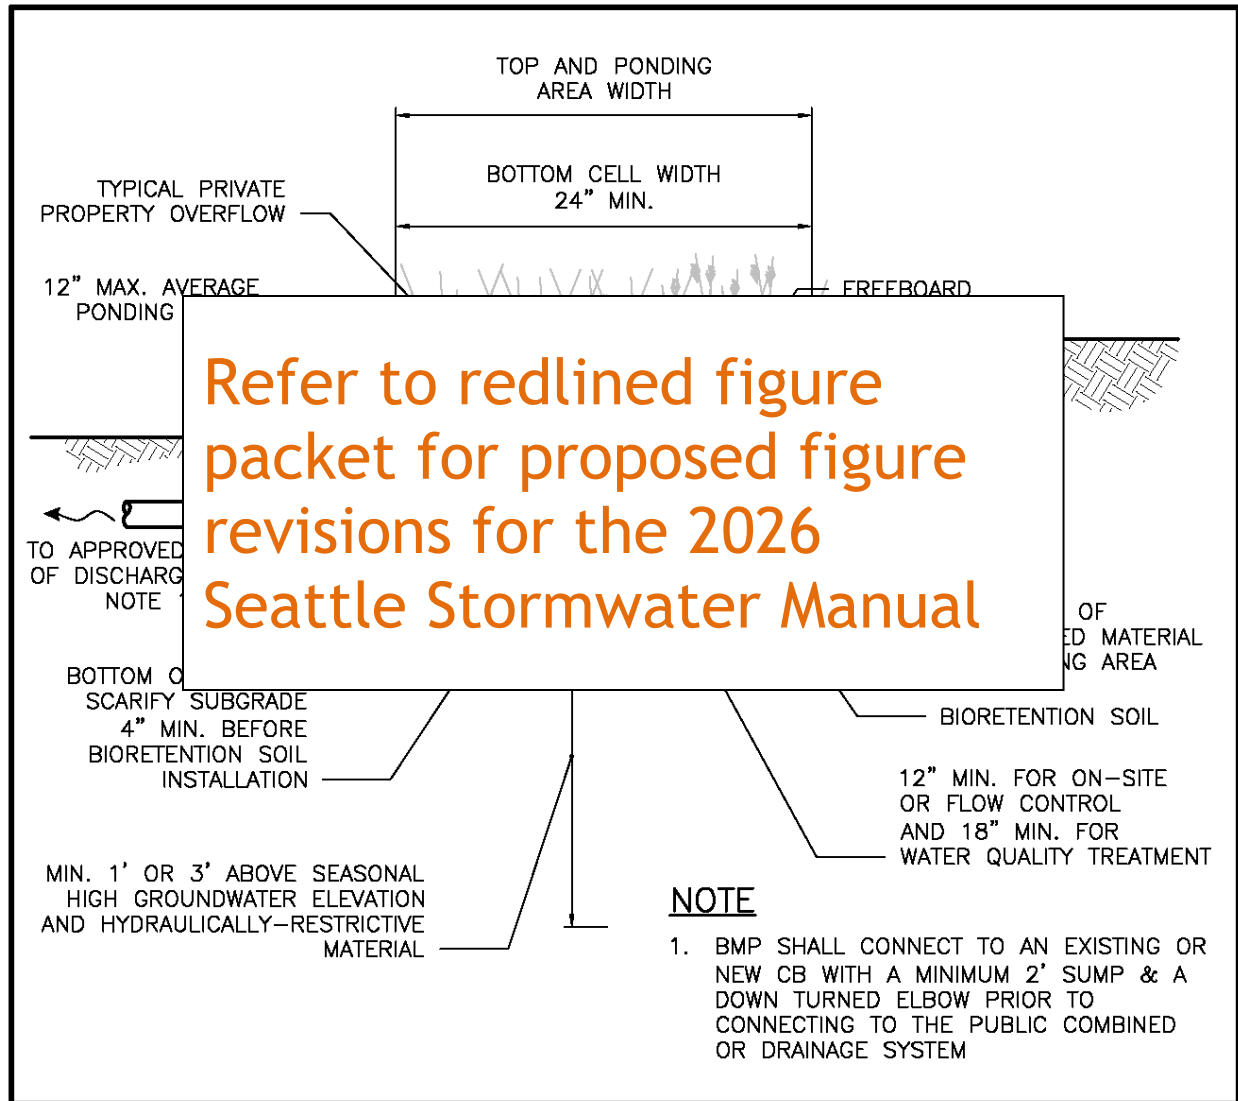 TOP AND PONDING
AREA WIDTH
BOTTOM CELL WIDTH
24" MIN.
TYPICAL PRIVATE
PROPERTY OVERFLOW
12" MAX. AVERAGE
PONDING
FREEBOARD
Refer to redlined figure
packet for proposed figure
revisions for the 2026
Seattle Stormwater Manual
TO APPROVED
OF DISCHARG
NOTE
OF
ED MATERIAL
NG AREA
BOTTOM O
SCARIFY SUBGRADE
4" MIN. BEFORE
BIORETENTION SOIL
INSTALLATION
BIORETENTION SOIL
12" MIN. FOR ON-SITE
OR FLOW CONTROL
AND 18" MIN. FOR
WATER QUALITY TREATMENT
MIN. 1' OR 3' ABOVE SEASONAL
HIGH GROUNDWATER ELEVATION
AND HYDRAULICALLY-RESTRICTIVE
MATERIAL
NOTE
1. BMP SHALL CONNECT TO AN EXISTING OR
NEW CB WITH A MINIMUM 2' SUMP & A
DOWN TURNED ELBOW PRIOR TO
CONNECTING TO THE PUBLIC COMBINED
OR DRAINAGE SYSTEM